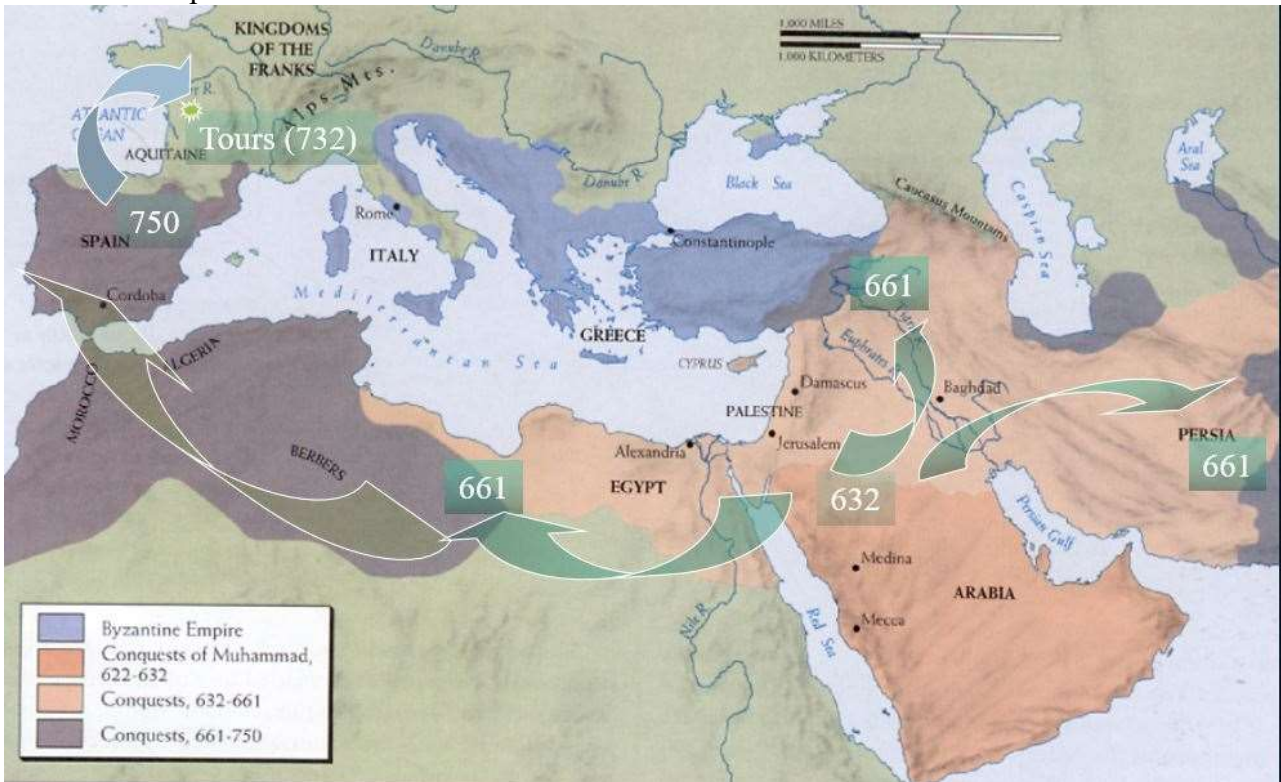 KINGDOMS
OF THE
FRANKS
Danube R.
1,000 MILES
1,000 KILOMETERS
Alps Mts.
ATLANTIC
Tours (732)
AQUITAINE
Aral
Sea
Danube R.
Black Sea
Caucasus Mountains
Caspian Sea
750
SPAIN
Rome
ITALY
Constantinople
Cordoba
Mediterranean Sea
GREECE
661
Tigris R.
Euphrates R.
CYPRUS
Damascus
Baghdad
MOROCCO
LGERIA
PALESTINE
Jerusalem
PERSIA
661
BERBERS
Alexandria
EGYPT
661
632
Persian Gulf
Medina
ARABIA
Mecca
Nile R.
Red Sea
Byzantine Empire
Conquests of Muhammad,
622-632
Conquests, 632-661
Conquests, 661-750